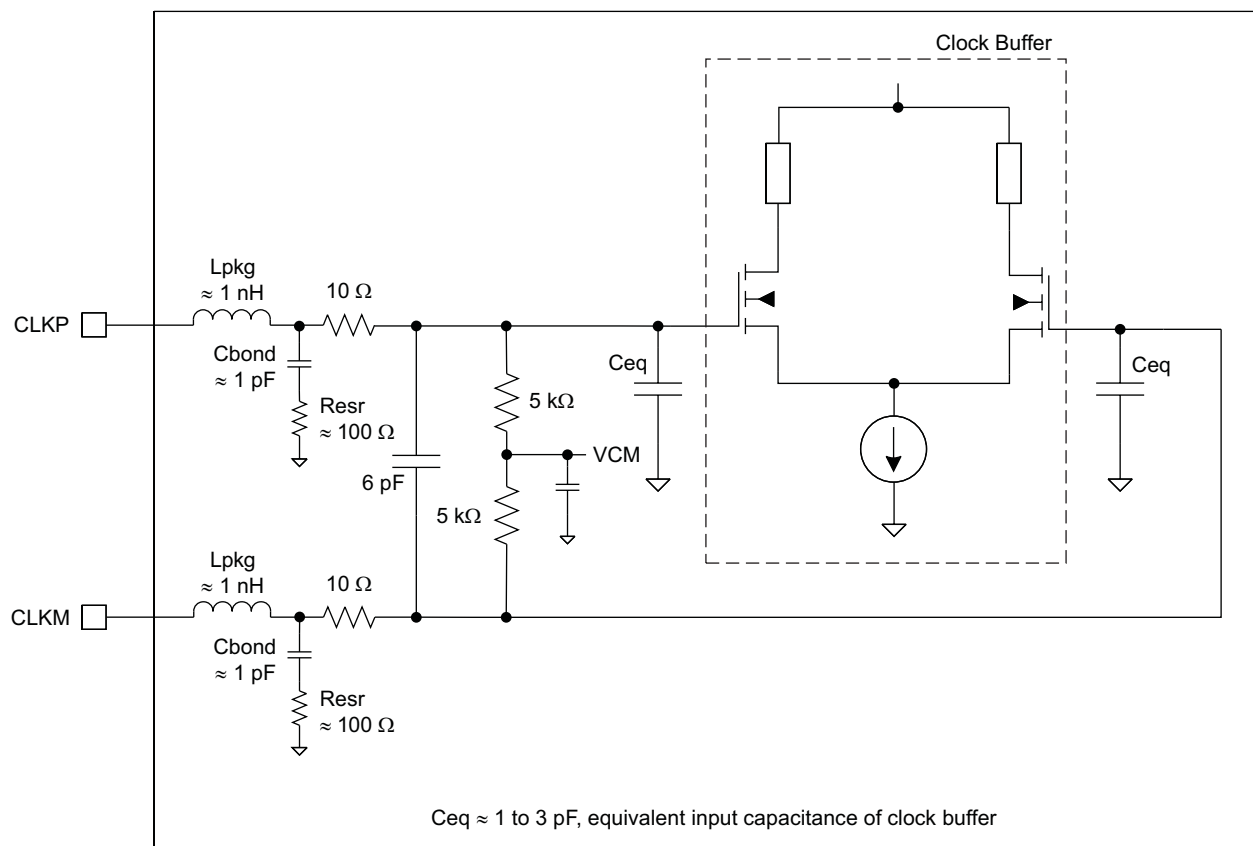 Clock Buffer
Lpkg
≈ 1 nH
10 Ω
CLKP
Cbond
≈ 1 pF
Resr
≈ 100 Ω
5 kΩ
Ceq
Ceq
VCM
6 pF
5 kΩ
Lpkg
≈ 1 nH
10 Ω
CLKM
Cbond
≈ 1 pF
Resr
≈ 100 Ω
Ceq ≈ 1 to 3 pF, equivalent input capacitance of clock buffer